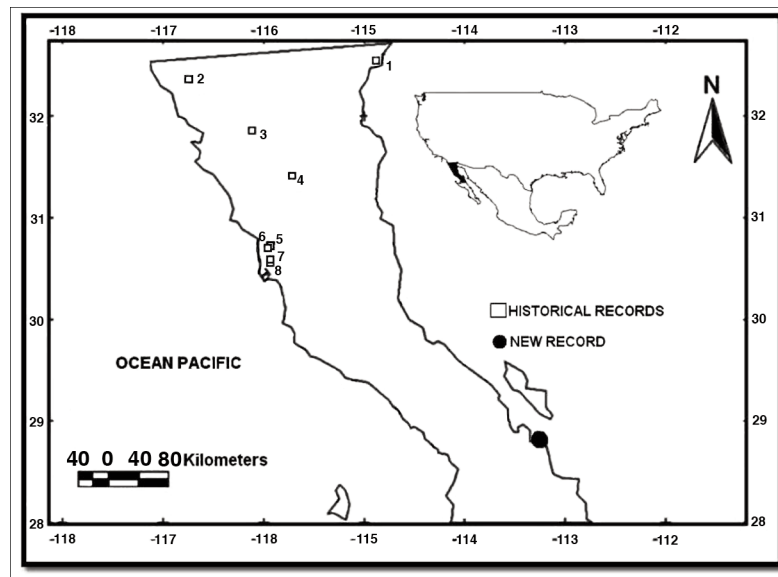 -118 -117 -116 -115 -114 -113 -112
N
1
2
32 32
3
4
31 31
6 5
7
8
HISTORICAL RECORDS
30 30
NEW RECORD
OCEAN PACIFIC
29 29
40 0 40 80 Kilometers
28 28
-118 -117 -118 -115 -114 -113 -112